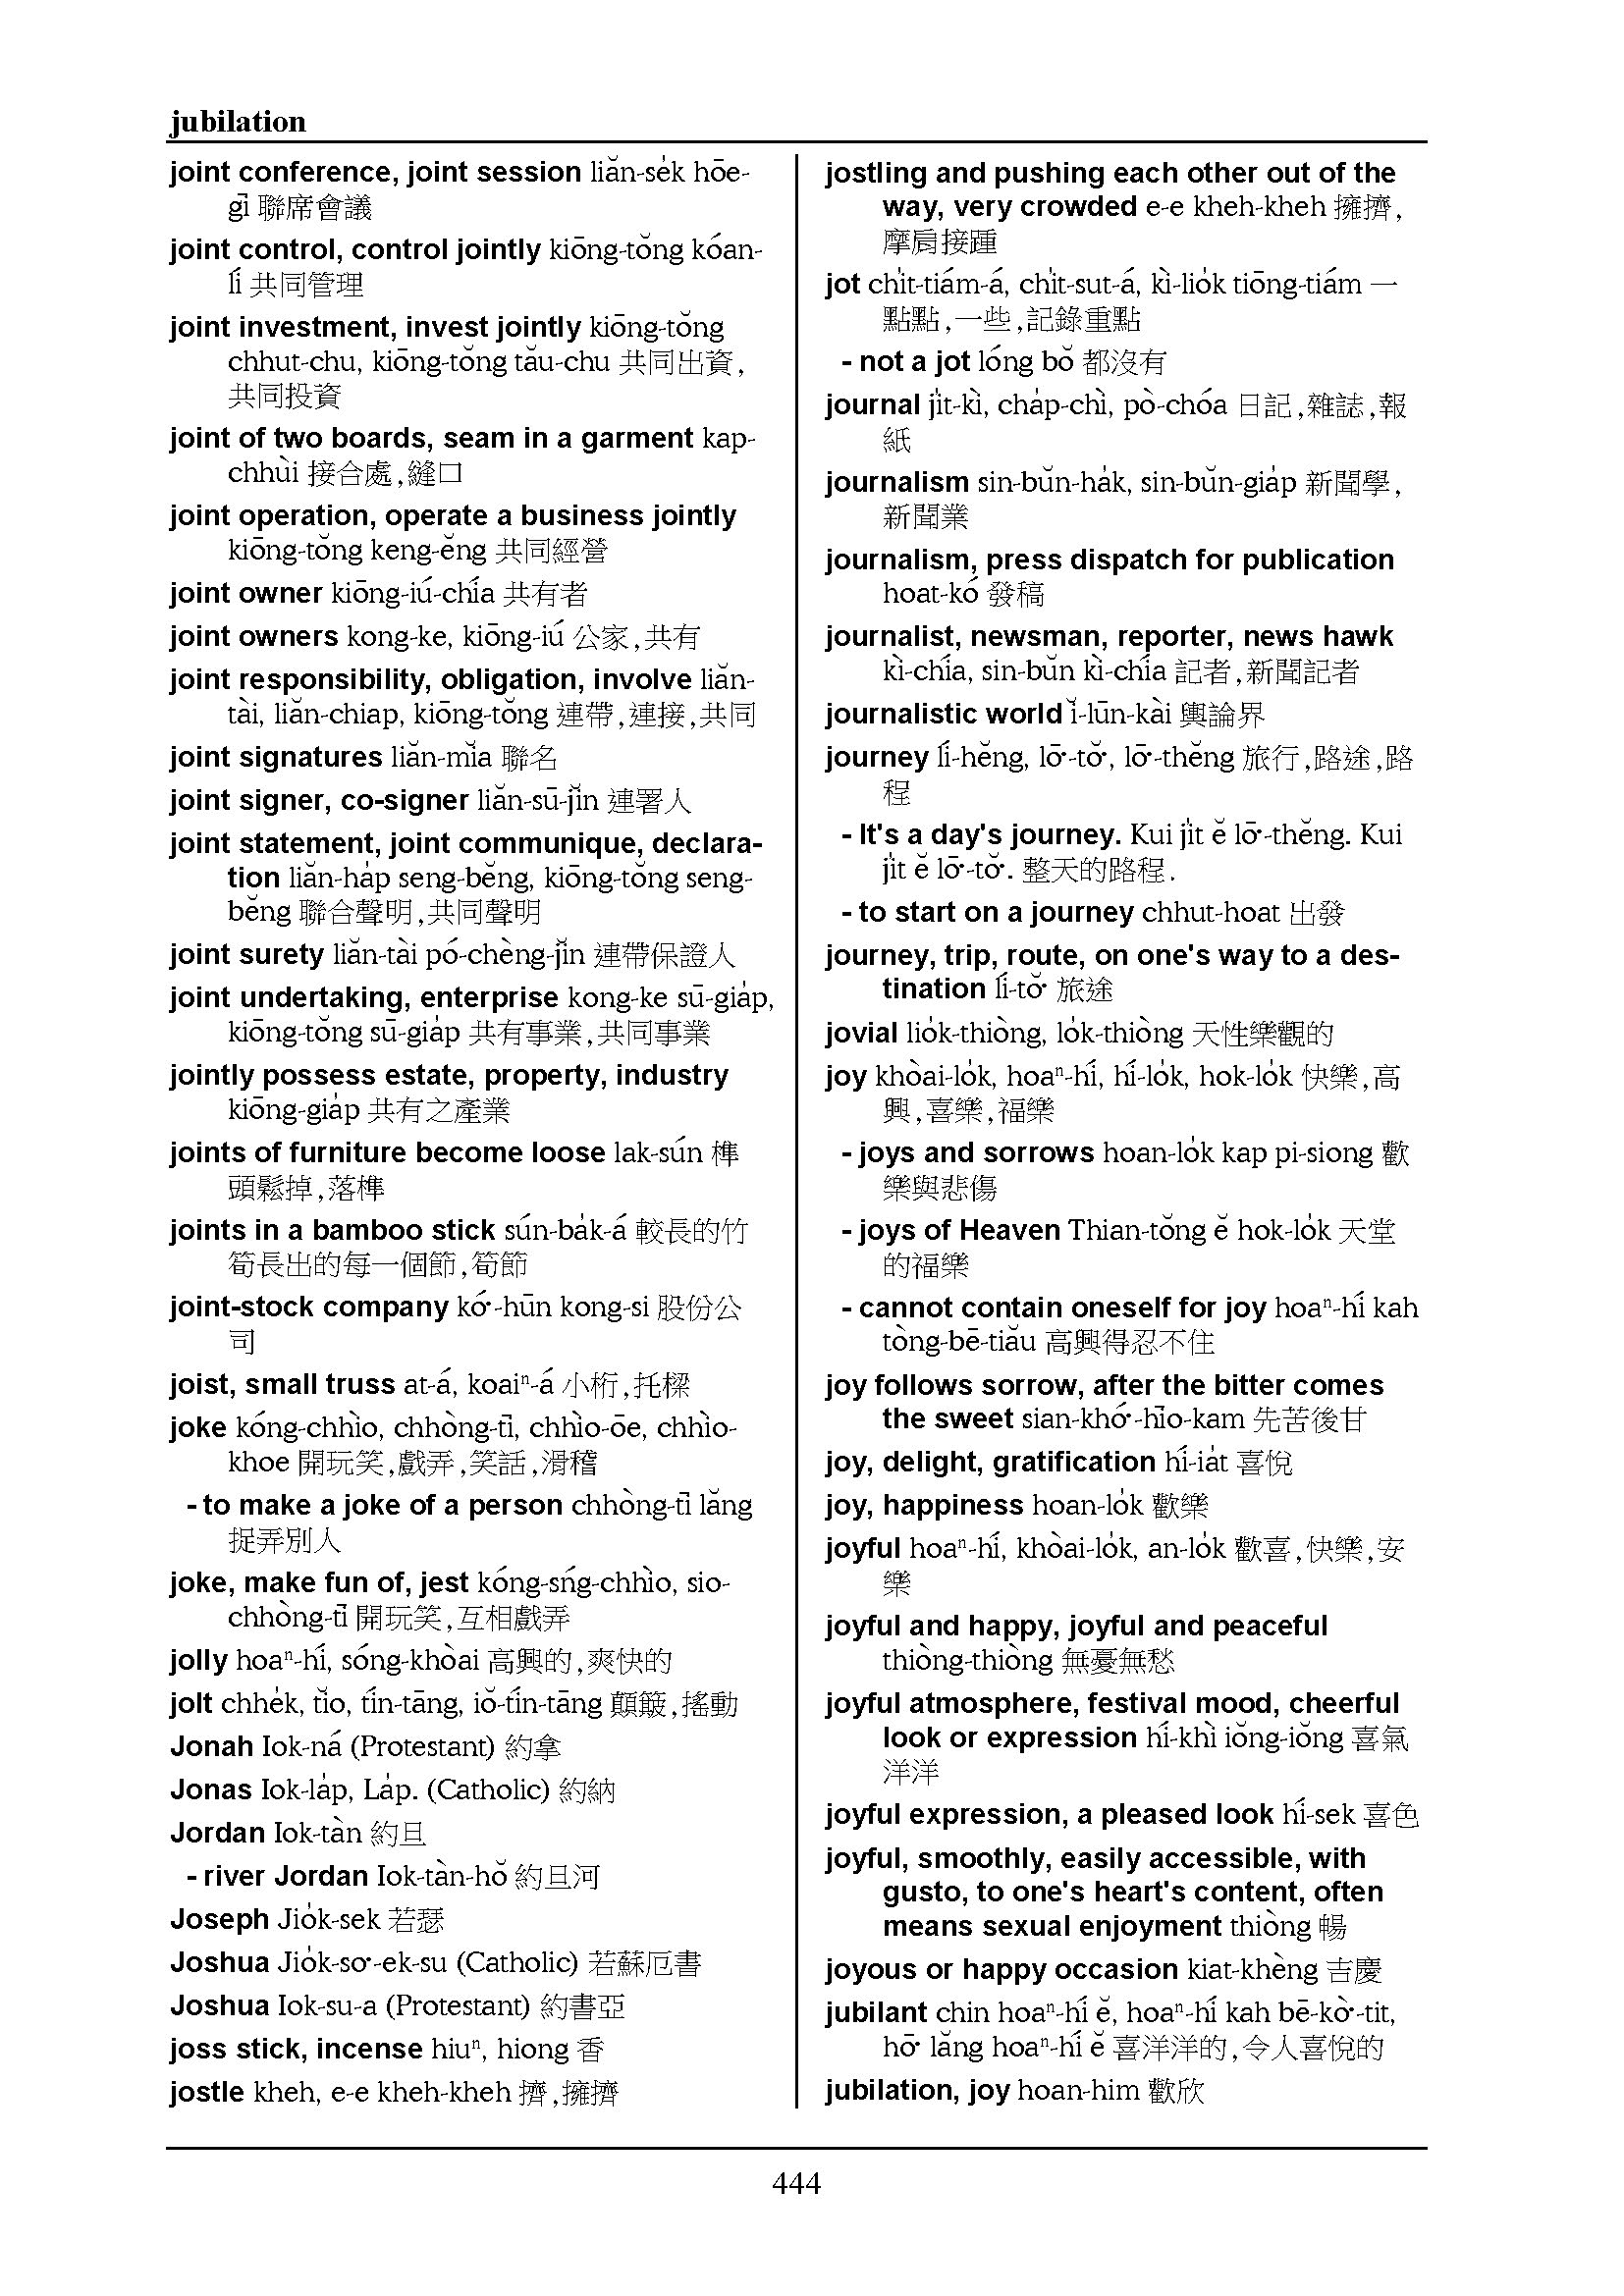 jubilation
joint conference, joint session liăn-se̍k hōe-
gī 聯席會議
joint control, control jointly kiōng-tŏng kóan-
lí 共同管理
joint investment, invest jointly kiōng-tŏng
chhut-chu, kiōng-tŏng tău-chu 共同出資,
共同投資
joint of two boards, seam in a garment kap-
chhùi 接合處,縫口
joint operation, operate a business jointly
kiōng-tŏng keng-ĕng 共同經營
joint owner kiōng-iú-chía 共有者
joint owners kong-ke, kiōng-iú 公家,共有
joint responsibility, obligation, involve liăn-
tài, liăn-chiap, kiōng-tŏng 連帶,連接,共同
joint signatures liăn-mĭa 聯名
joint signer, co-signer liăn-sū-jĭn 連署人
joint statement, joint communique, declara-
tion liăn-ha̍p seng-bĕng, kiōng-tŏng seng-
bĕng 聯合聲明,共同聲明
joint surety liăn-tài pó-chèng-jĭn 連帶保證人
joint undertaking, enterprise kong-ke sū-gia̍p,
kiōng-tŏng sū-gia̍p 共有事業,共同事業
jointly possess estate, property, industry
kiōng-gia̍p 共有之產業
joints of furniture become loose lak-sún 榫
頭鬆掉,落榫
joints in a bamboo stick sún-ba̍k-á 較長的竹
筍長出的每一個節,筍節
joint-stock company kó͘-hūn kong-si 股份公
司
joist, small truss at-á, koaiⁿ-á 小桁,托樑
joke kóng-chhìo, chhòng-tī, chhìo-ōe, chhìo-
khoe 開玩笑,戲弄,笑話,滑稽
- to make a joke of a person chhòng-tī lăng
捉弄別人
joke, make fun of, jest kóng-sńg-chhìo, sio-
chhòng-tī 開玩笑,互相戲弄
jolly hoaⁿ-hí, sóng-khòai 高興的,爽快的
jolt chhe̍k, tĭo, tín-tāng, iŏ-tín-tāng 顛簸,搖動
Jonah Iok-ná (Protestant) 約拿
Jonas Iok-la̍p, La̍p. (Catholic) 約納
Jordan Iok-tàn 約旦
- river Jordan Iok-tàn-hŏ 約旦河
Joseph Jio̍k-sek 若瑟
Joshua Jio̍k-so͘-ek-su (Catholic) 若蘇厄書
Joshua Iok-su-a (Protestant) 約書亞
joss stick, incense hiuⁿ, hiong 香
jostle kheh, e-e kheh-kheh 擠,擁擠
jostling and pushing each other out of the
way, very crowded e-e kheh-kheh 擁擠,
摩肩接踵
jot chi̍t-tiám-á, chi̍t-sut-á, kì-lio̍k tiōng-tiám 一
點點,一些,記錄重點
- not a jot lóng bŏ 都沒有
journal ji̍t-kì, cha̍p-chì, pò-chóa 日記,雜誌,報
紙
journalism sin-bŭn-ha̍k, sin-bŭn-gia̍p 新聞學,
新聞業
journalism, press dispatch for publication
hoat-kó 發稿
journalist, newsman, reporter, news hawk
kì-chía, sin-bŭn kì-chía 記者,新聞記者
journalistic world ĭ-lūn-kài 輿論界
journey lí-hĕng, lō͘-tŏ͘, lō͘-thĕng 旅行,路途,路
程
- It's a day's journey. Kui ji̍t ĕ lō͘-thĕng. Kui
ji̍t ĕ lō͘-tŏ͘. 整天的路程.
- to start on a journey chhut-hoat 出發
journey, trip, route, on one's way to a des-
tination lí-tŏ͘ 旅途
jovial lio̍k-thiòng, lo̍k-thiòng 天性樂觀的
joy khòai-lo̍k, hoaⁿ-hí, hí-lo̍k, hok-lo̍k 快樂,高
興,喜樂,福樂
- joys and sorrows hoan-lo̍k kap pi-siong 歡
樂與悲傷
- joys of Heaven Thian-tŏng ĕ hok-lo̍k 天堂
的福樂
- cannot contain oneself for joy hoaⁿ-hí kah
tòng-bē-tiău 高興得忍不住
joy follows sorrow, after the bitter comes
the sweet sian-khó͘-hīo-kam 先苦後甘
joy, delight, gratification hí-ia̍t 喜悅
joy, happiness hoan-lo̍k 歡樂
joyful hoaⁿ-hí, khòai-lo̍k, an-lo̍k 歡喜,快樂,安
樂
joyful and happy, joyful and peaceful
thiòng-thiòng 無憂無愁
joyful atmosphere, festival mood, cheerful
look or expression hí-khì iŏng-iŏng 喜氣
洋洋
joyful expression, a pleased look hí-sek 喜色
joyful, smoothly, easily accessible, with
gusto, to one's heart's content, often
means sexual enjoyment thiòng 暢
joyous or happy occasion kiat-khèng 吉慶
jubilant chin hoaⁿ-hí ĕ, hoaⁿ-hí kah bē-kò͘-tit,
hō͘ lăng hoaⁿ-hí ĕ 喜洋洋的,令人喜悅的
jubilation, joy hoan-him 歡欣
444